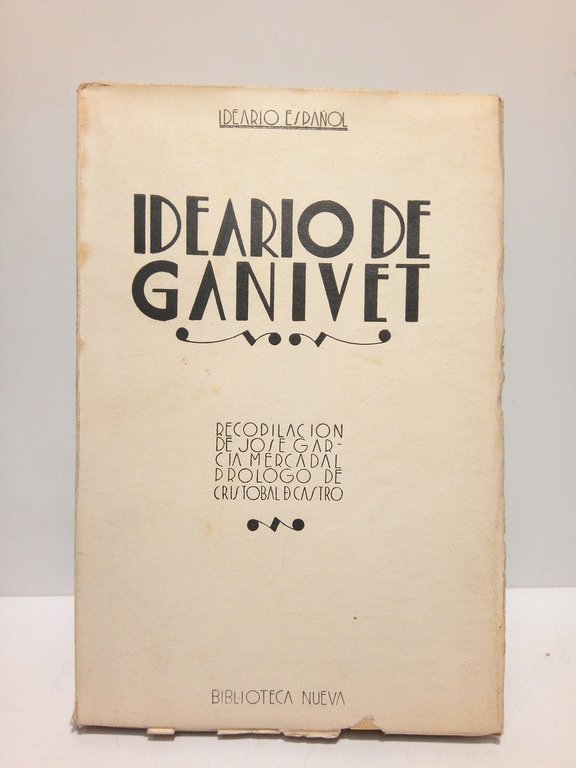 IDEARIO ESPAÑOL
IDEARIO DE
GANIVET
RECOPILACION
DE JOSÉ GAR-
CIA MERCADAL
PROLOGO DE
CRISTOBAL DE CASTRO
BIBLIOTECA NUEVA